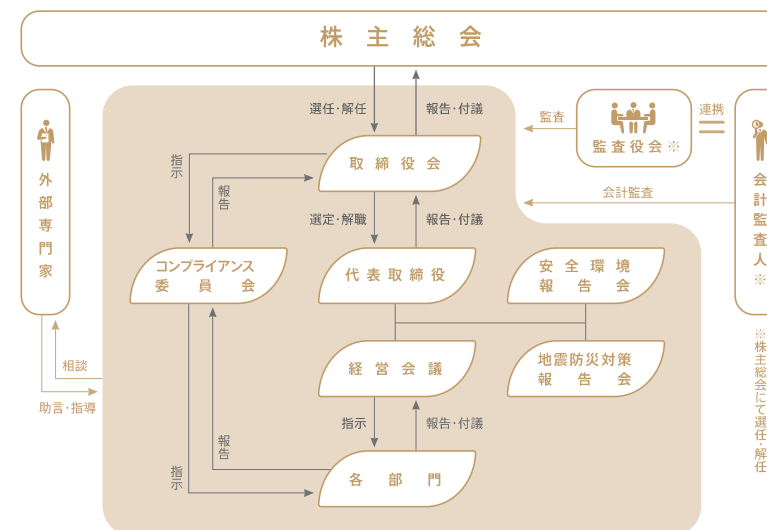 株主総会
選任・解任
報告・付議
監査
監査役会※
連携
指示
報告
取締役会
会計監査
外部専門家
会計監査人※
選定・解職
報告・付議
コンプライアンス
委員会
代表取締役
安全環境
報告会
相談
助言・指導
経営会議
地震防災対策
報告会
※株主総会にて選任・解任
指示
報告・付議
報告
指示
各部門